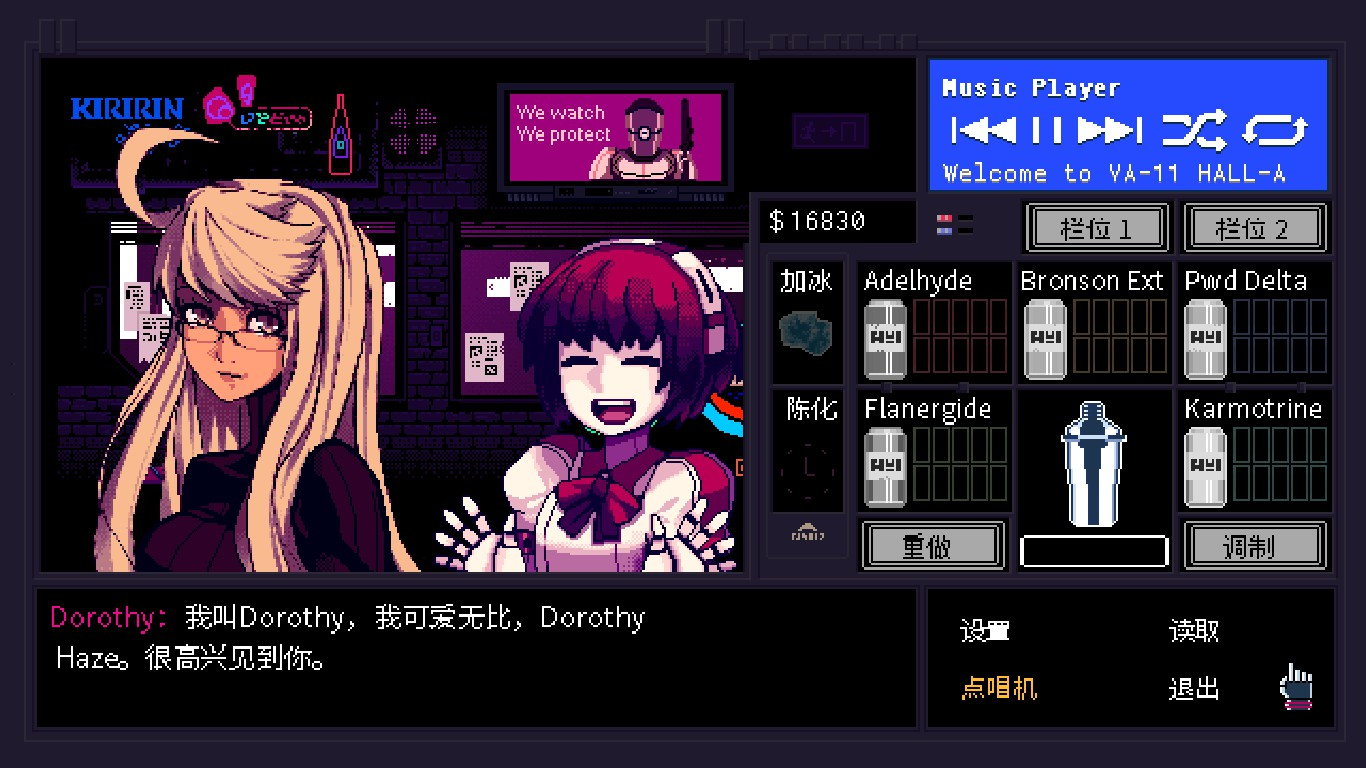 KIRIRIN
We watch
We protect
Music Player
Welcome to VA-11 HALL-A
$16830
栏位 1
栏位 2
加冰
Adelhyde
Bronson Ext
Pwd Delta
陈化
Flanergide
Karmotrine
重做
调制
Dorothy: 我叫Dorothy, 我可爱无比, Dorothy
Haze。很高兴见到你。
设置
读取
点唱机
退出